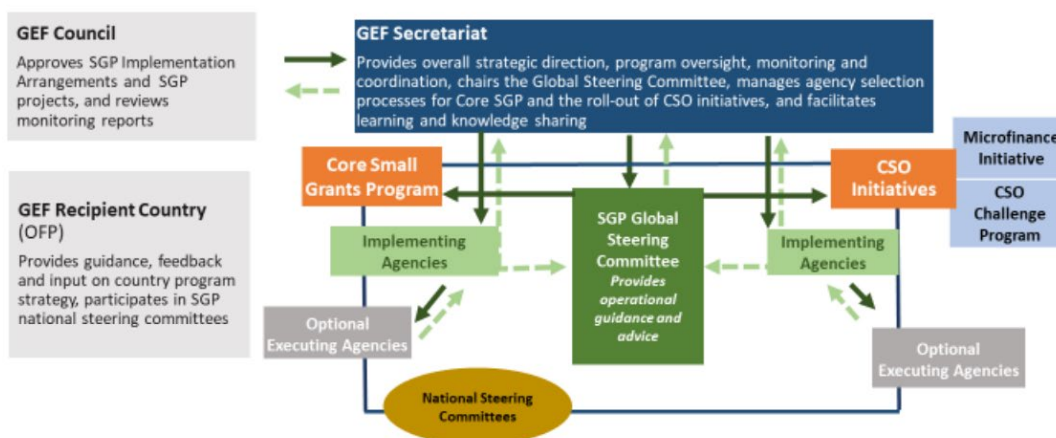 GEF Council
Approves SGP Implementation
Arrangements and SGP
projects, and reviews
monitoring reports
GEF Secretariat
Provides overall strategic direction, program oversight, monitoring and
coordination, chairs the Global Steering Committee, manages agency selection
processes for Core SGP and the roll-out of CSO initiatives, and facilitates
learning and knowledge sharing
Core Small
Grants Program
CSO
Initiatives
Microfinance
Initiative
CSO
Challenge
Program
GEF Recipient Country
(OFP)
Provides guidance, feedback
and input on country program
strategy, participates in SGP
national steering committees
Implementing
Agencies
SGP Global
Steering
Committee
Provides
operational
guidance and
advice
Implementing
Agencies
Optional
Executing Agencies
Optional
Executing Agencies
National Steering
Committees